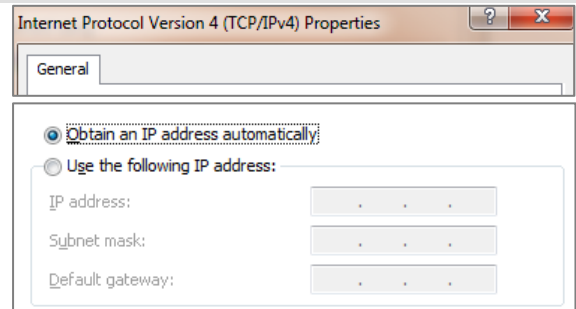 Internet Protocol Version 4 (TCP/IPv4) Properties
? X
General
Obtain an IP address automatically
Use the following IP address:
IP address: . . .
Subnet mask: . . .
Default gateway: . . .